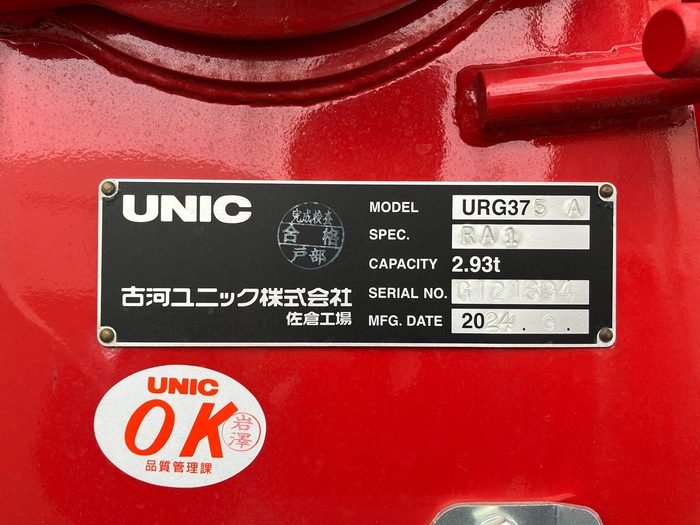 UNIC
完成検査
合格
戸部
古河ユニック株式会社
佐倉工場
MODEL URG375 A
SPEC. RA1
CAPACITY 2.93t
SERIAL NO.
MFG. DATE 2024. 9.
UNIC
OK
岩澤
品質管理課